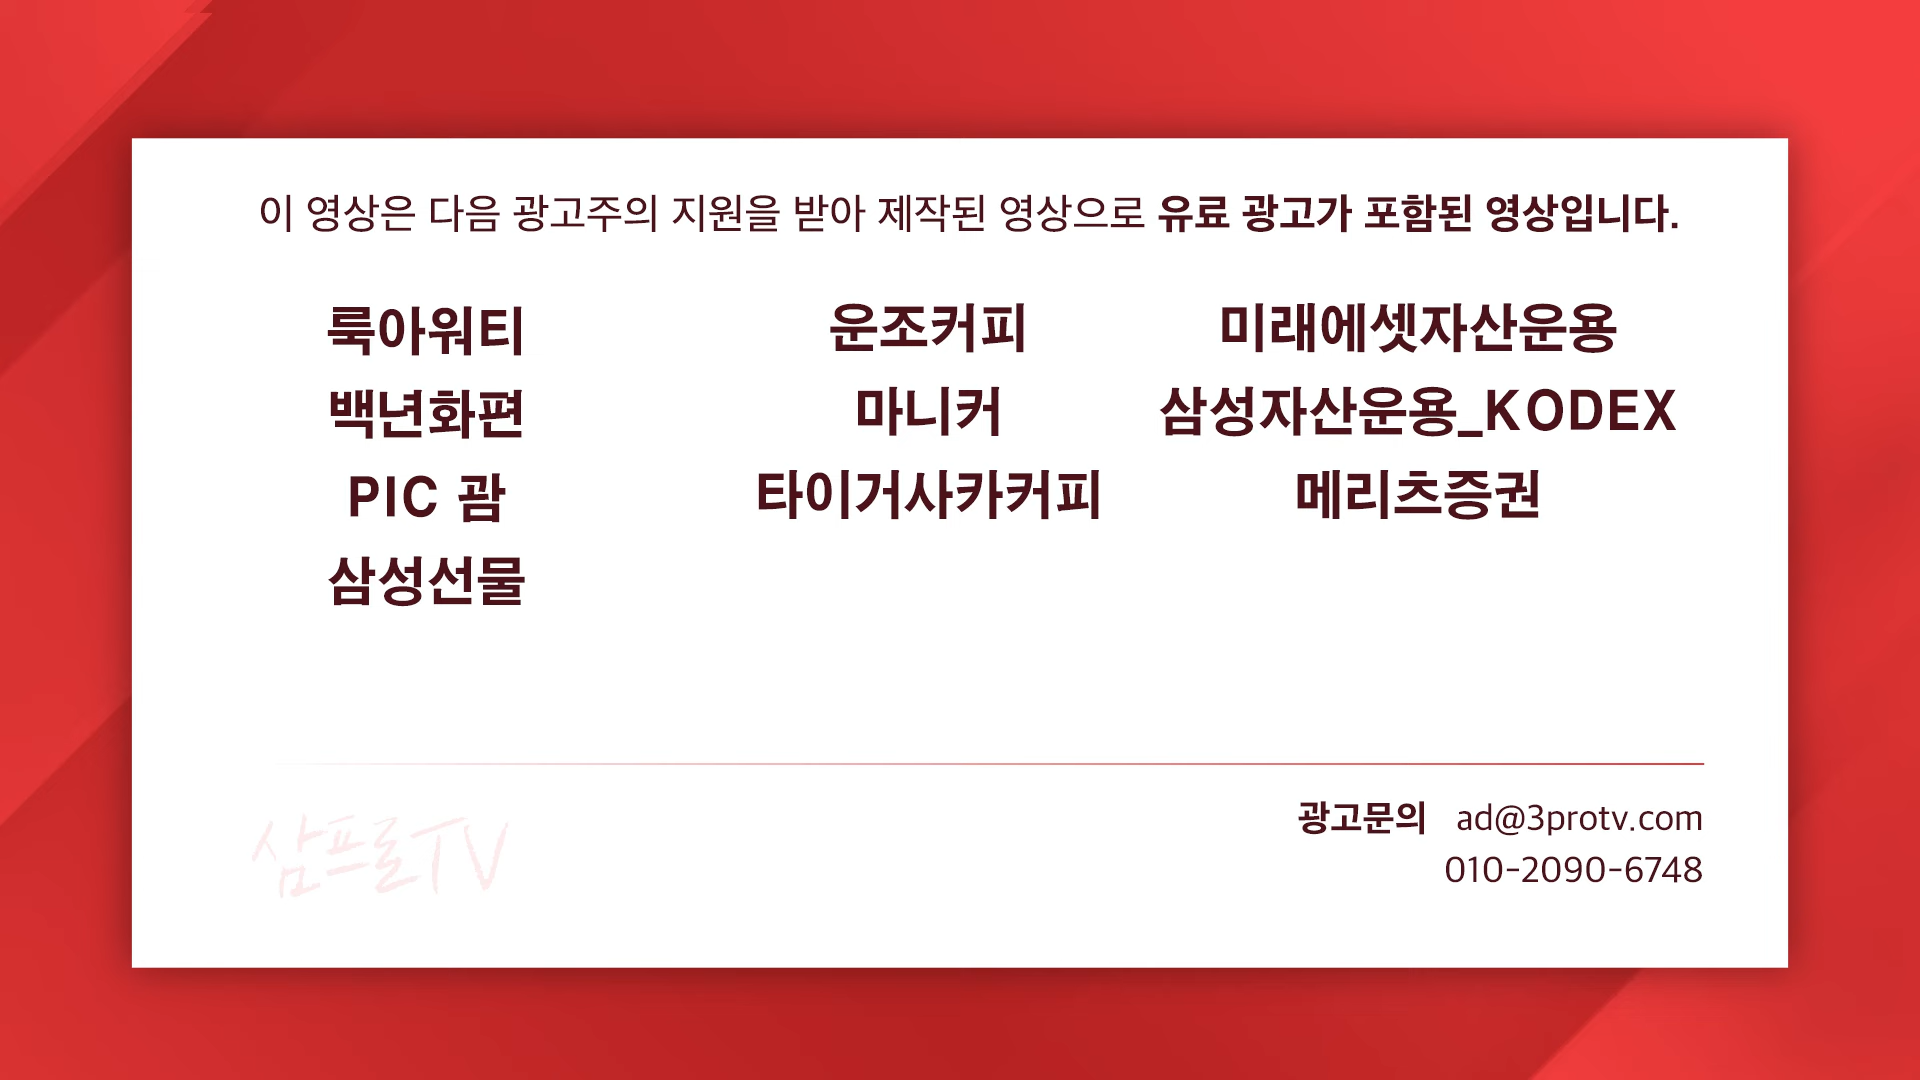 이 영상은 다음 광고주의 지원을 받아 제작된 영상으로 유료 광고가 포함된 영상입니다.
룩아워티
백년화편
PIC 괌
삼성선물
운조커피
마니커
타이거사카커피
미래에셋자산운용
삼성자산운용_KODEX
메리츠증권
삼프로TV
광고문의 ad@3protv.com
010-2090-6748